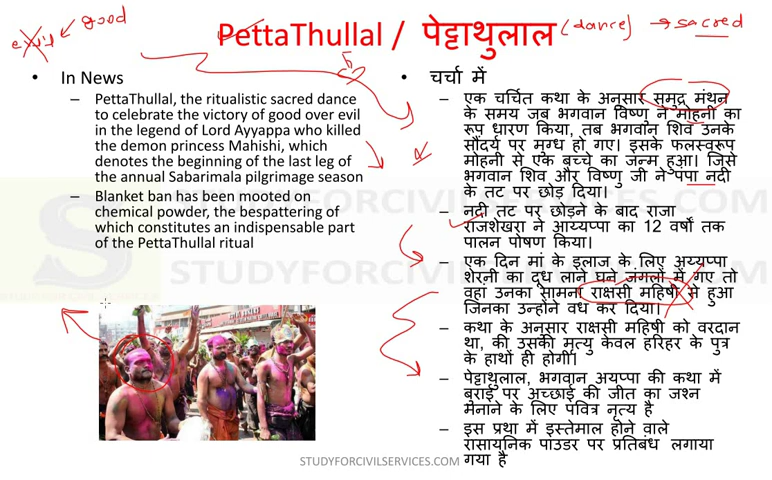 PettaThullal / पेट्टाथुलाल
(dance) → sacred
evil ← good
• In News
– PettaThullal, the ritualistic sacred dance
to celebrate the victory of good over evil
in the legend of Lord Ayyappa who killed
the demon princess Mahishi, which
denotes the beginning of the last leg of
the annual Sabarimala pilgrimage season
– Blanket ban has been mooted on
chemical powder, the bespattering of
which constitutes an indispensable part
of the PettaThullal ritual
• चर्चा में
– एक चर्चित कथा के अनुसार समुद्र मंथन
के समय जब भगवान विष्णु ने मोहनी का
रूप धारण किया, तब भगवान शिव उनके
सौंदर्य पर मुग्ध हो गए। इसके फलस्वरूप
मोहनी से एक बच्चे का जन्म हुआ। जिसे
भगवान शिव और विष्णु जी ने पंपा नदी
के तट पर छोड़ दिया।
– नदी तट पर छोड़ने के बाद राजा
राजशेखरा ने आय्यप्पा का 12 वर्षों तक
पालन पोषण किया।
– एक दिन मां के इलाज के लिए अय्यप्पा
शेरनी का दूध लाने घने जंगलों में गए तो
वहां उनका सामना राक्षसी महिषी से हुआ
जिनका उन्होंने वध कर दिया।
– कथा के अनुसार राक्षसी महिषी को वरदान
था, की उसकी मृत्यु केवल हरिहर के पुत्र
के हाथों ही होगी।
– पेट्टाथुलाल, भगवान अयप्पा की कथा में
बुराई पर अच्छाई की जीत का जश्न
मनाने के लिए पवित्र नृत्य है
– इस प्रथा में इस्तेमाल होने वाले
रासायनिक पाउडर पर प्रतिबंध लगाया
गया है
STUDYFORCIVILSERVICES.COM
STUDYFORCIVILSERVICES.COM